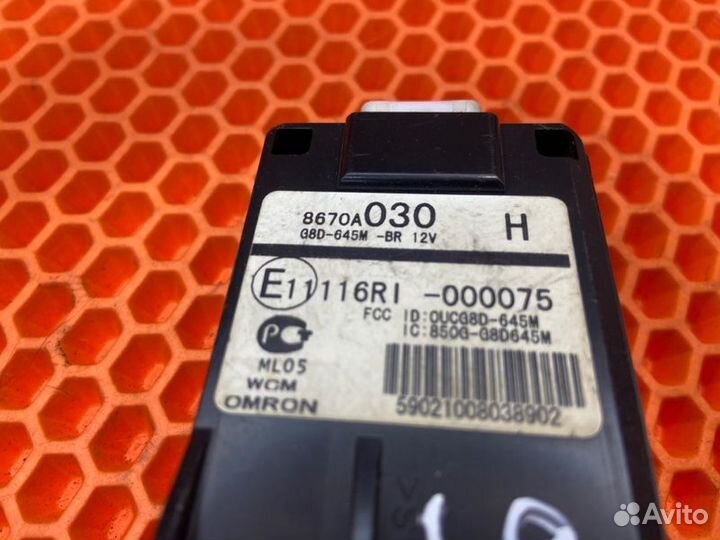 8670A030 H
G8D-645M -BR 12V
E11 116RI -000075
FCC ID:OUCG8D-645M
IC:850G-G8D645M
ML05
WCM
OMRON
59021008038902
Avito